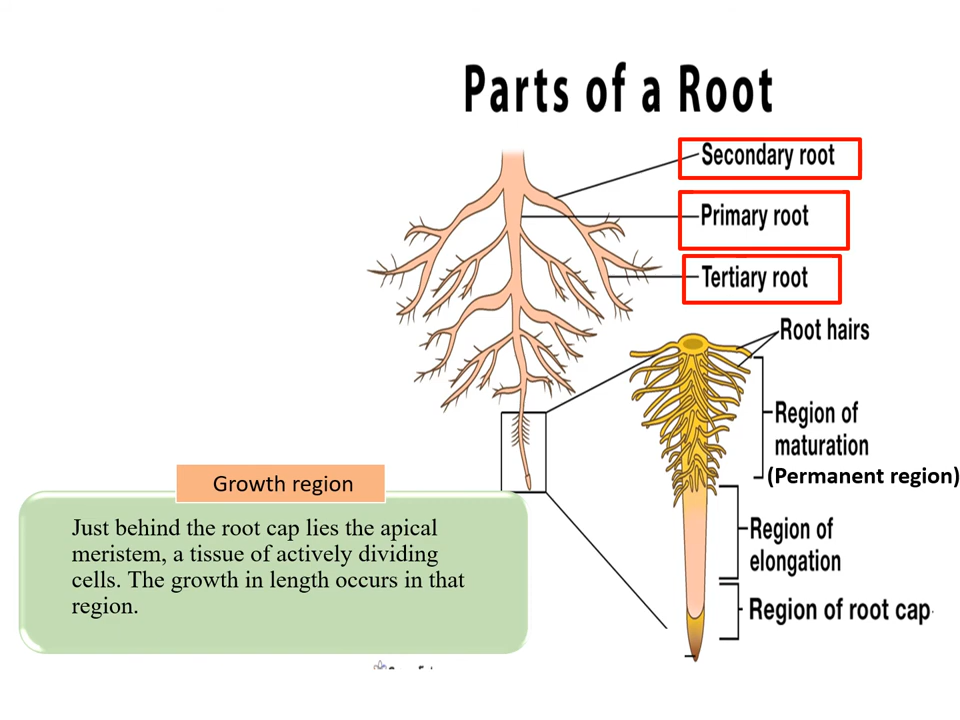 Parts of a Root
Secondary root
Primary root
Tertiary root
Root hairs
Region of
maturation
(Permanent region)
Growth region
Just behind the root cap lies the apical
meristem, a tissue of actively dividing
cells. The growth in length occurs in that
region.
Region of
elongation
Region of root cap